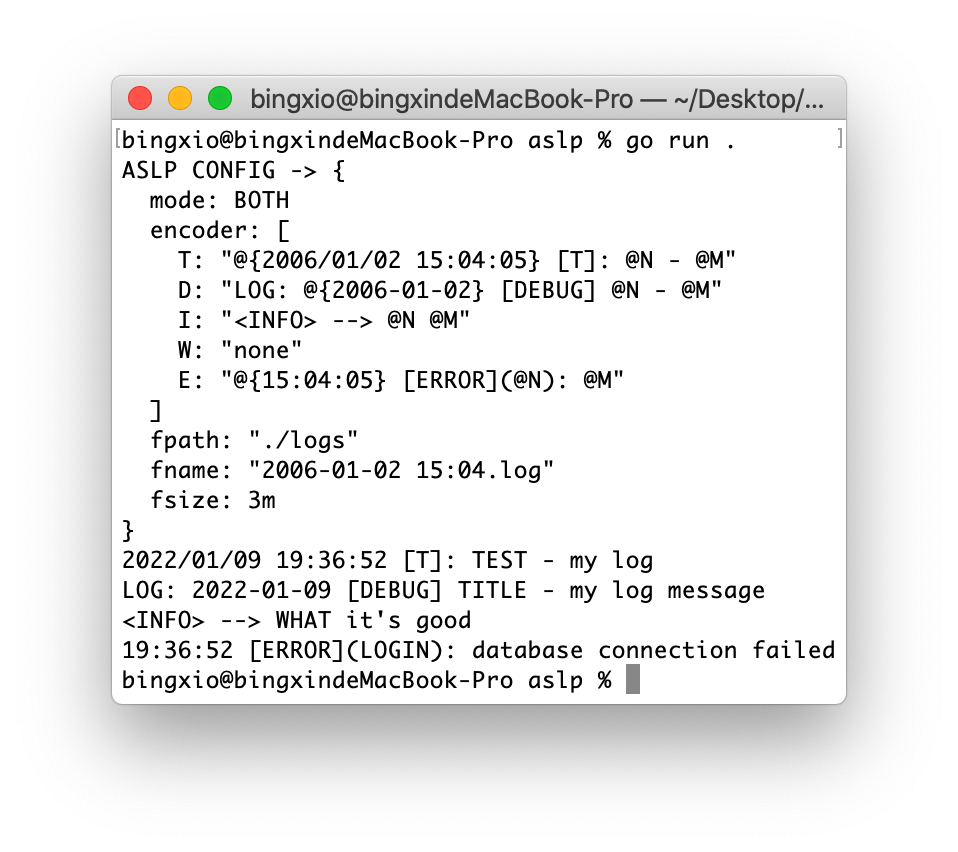 bingxio@bingxindeMacBook-Pro — ~/Desktop/...
[bingxio@bingxindeMacBook-Pro aslp % go run . ]
ASLP CONFIG -> {
  mode: BOTH
  encoder: [
    T: "@{2006/01/02 15:04:05} [T]: @N - @M"
    D: "LOG: @{2006-01-02} [DEBUG] @N - @M"
    I: "<INFO> --> @N @M"
    W: "none"
    E: "@{15:04:05} [ERROR](@N): @M"
  ]
  fpath: "./logs"
  fname: "2006-01-02 15:04.log"
  fsize: 3m
}
2022/01/09 19:36:52 [T]: TEST - my log
LOG: 2022-01-09 [DEBUG] TITLE - my log message
<INFO> --> WHAT it's good
19:36:52 [ERROR](LOGIN): database connection failed
bingxio@bingxindeMacBook-Pro aslp %